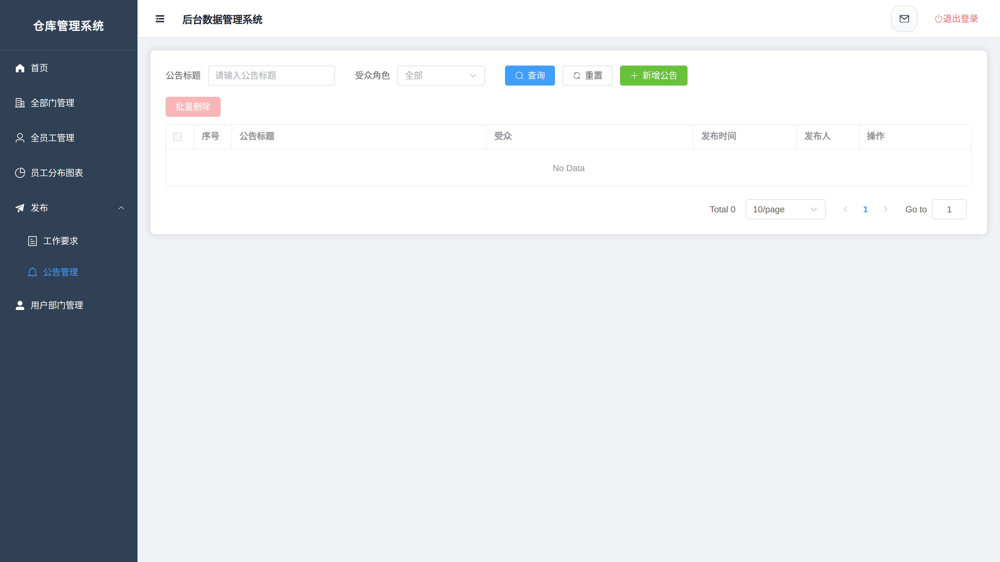 仓库管理系统
首页
全部门管理
全员工管理
员工分布图表
发布
工作要求
公告管理
用户部门管理
后台数据管理系统
退出登录
公告标题 请输入公告标题 受众角色 全部 查询 重置 新增公告
批量删除
序号 公告标题 受众 发布时间 发布人 操作
No Data
Total 0 10/page 1 Go to 1